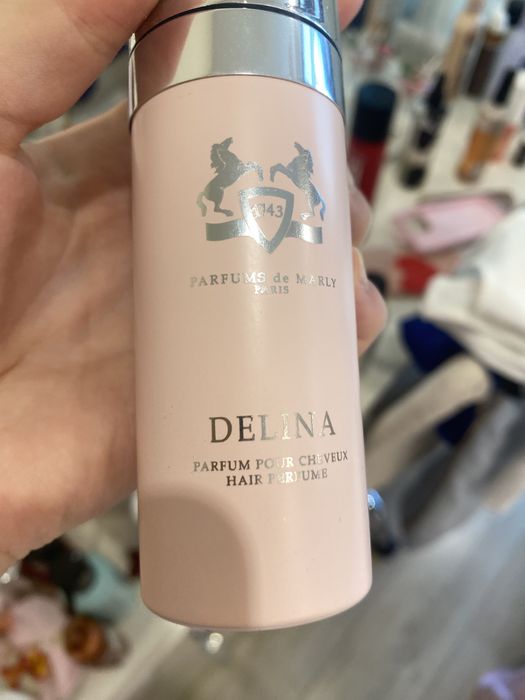 1743
PARFUMS de MARLY
PARIS
DELINA
PARFUM POUR CHEVEUX
HAIR PERFUME